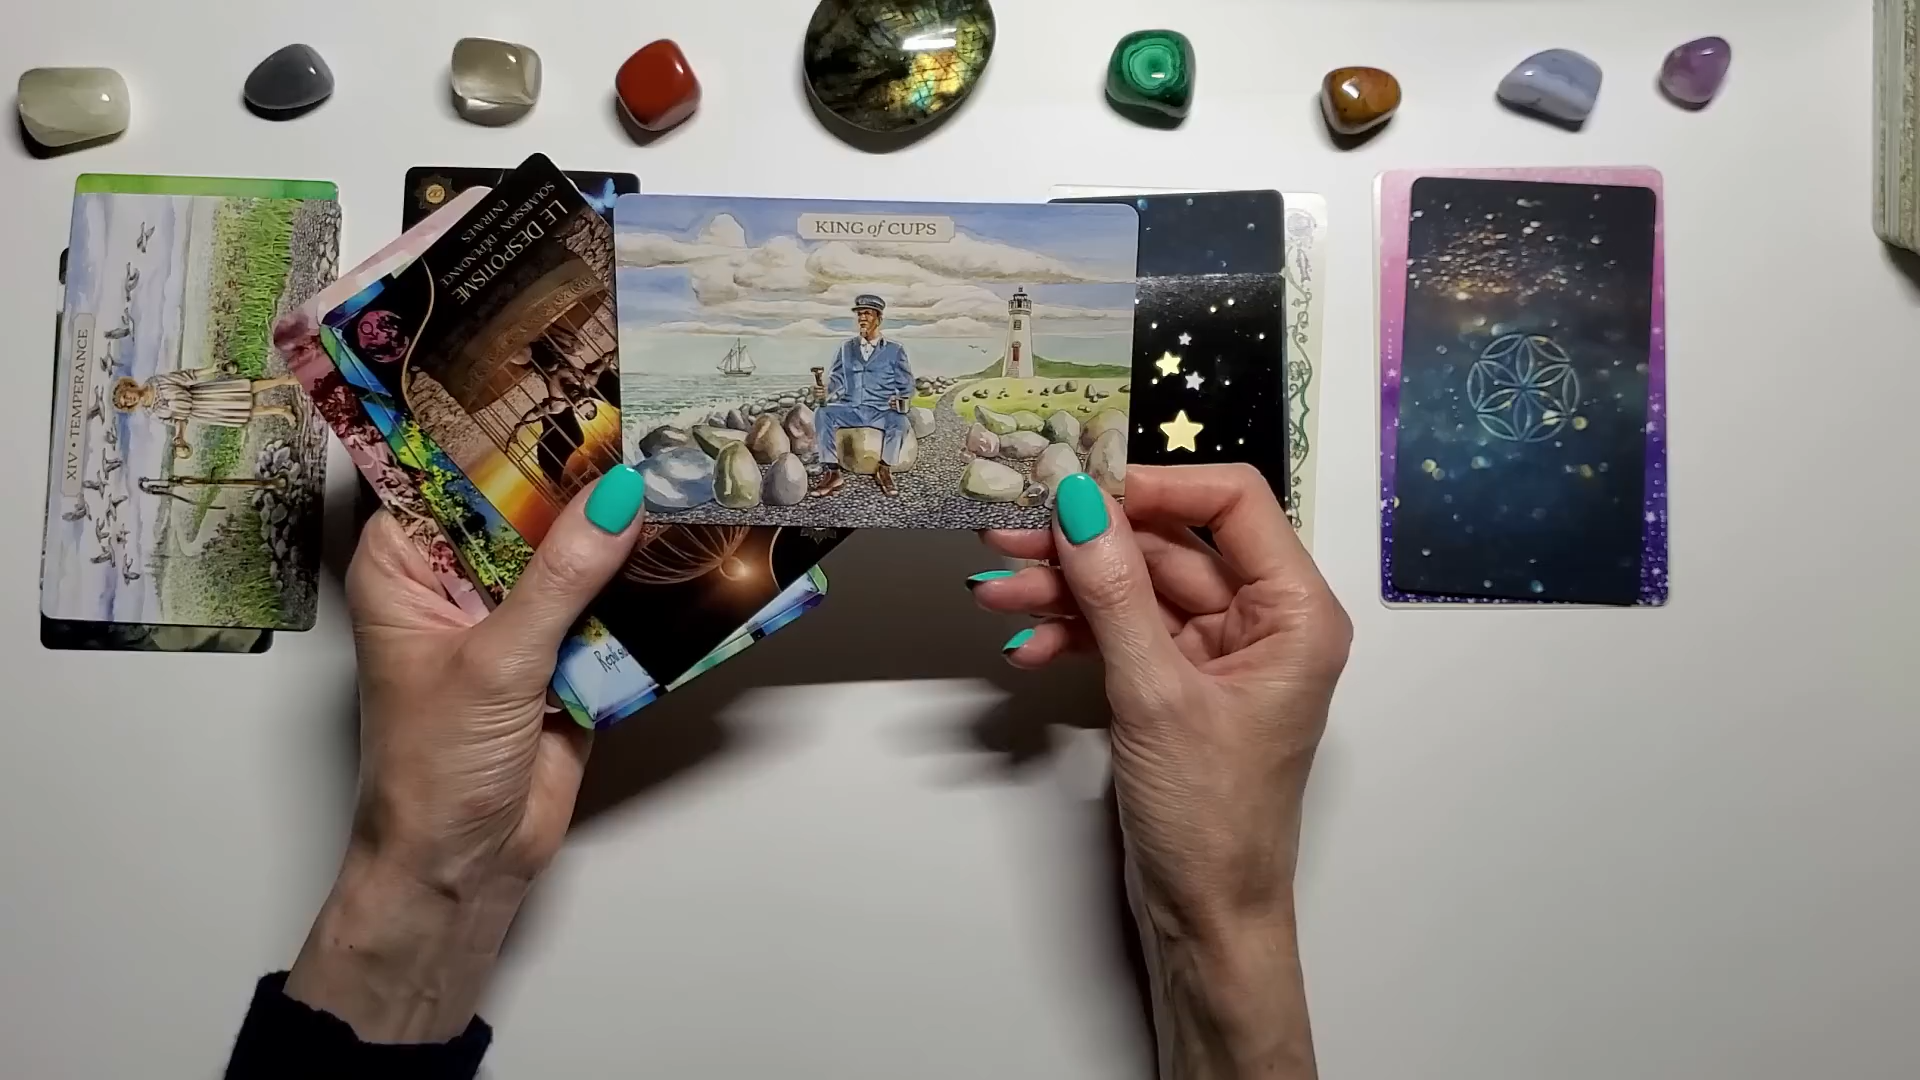 KING of CUPS
LE DESPOTISME
SOUMISSION · DÉPENDANCE
ENTRAVES
XIV • TEMPERANCE